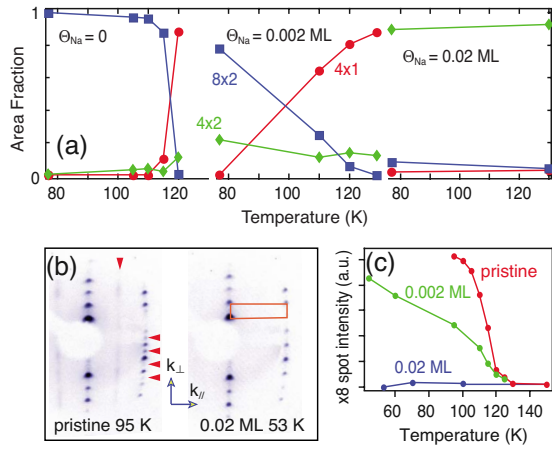 1
0
Area Fraction
(a)
Θ_Na = 0
Θ_Na = 0.002 ML
Θ_Na = 0.02 ML
8x2
4x1
4x2
80 100 120 80 100 120 80 100 120
Temperature (K)
(b)
k⊥
k//
pristine 95 K
0.02 ML 53 K
(c)
x8 spot intensity (a.u.)
pristine
0.002 ML
0.02 ML
60 80 100 120 140
Temperature (K)